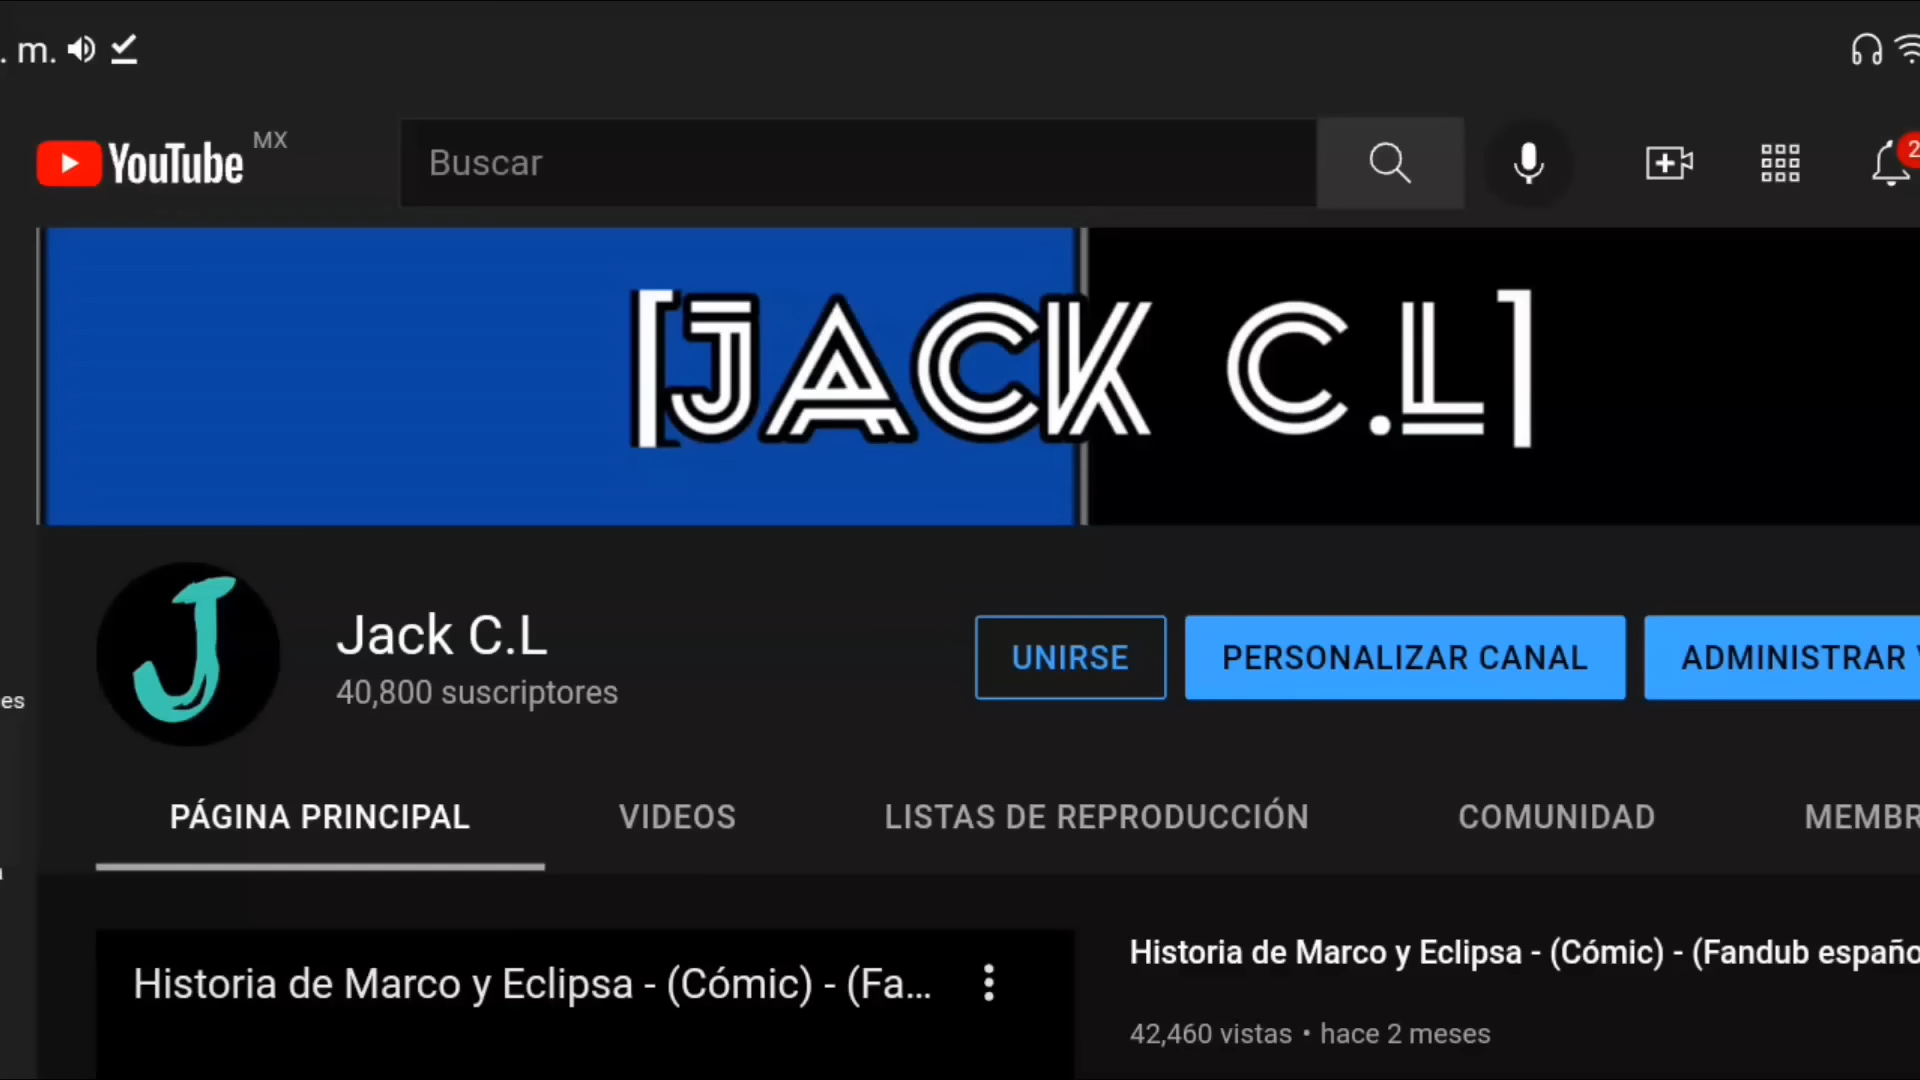 . m.
YouTube MX
Buscar
2
[JACK C.L]
Jack C.L
40,800 suscriptores
UNIRSE
PERSONALIZAR CANAL
ADMINISTRAR
es
PÁGINA PRINCIPAL
VIDEOS
LISTAS DE REPRODUCCIÓN
COMUNIDAD
MEMBR
Historia de Marco y Eclipsa - (Cómic) - (Fa...
Historia de Marco y Eclipsa - (Cómic) - (Fandub españo
42,460 vistas • hace 2 meses